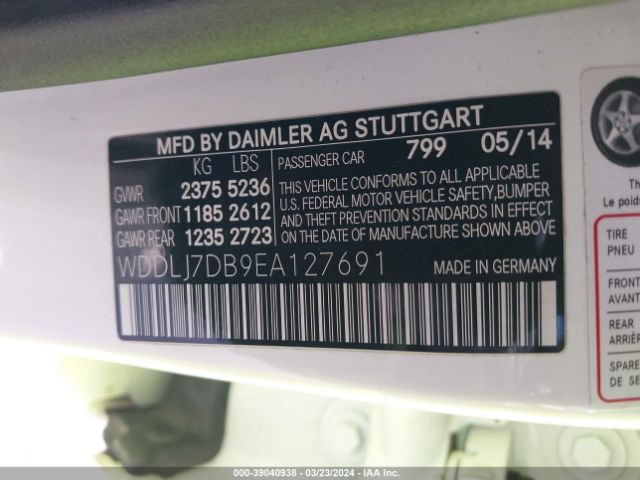 MFD BY DAIMLER AG STUTTGART
KG LBS
PASSENGER CAR 799 05/14
GVWR 2375 5236
GAWR FRONT 1185 2612
GAWR REAR 1235 2723
THIS VEHICLE CONFORMS TO ALL APPLICABLE
U.S. FEDERAL MOTOR VEHICLE SAFETY, BUMPER
AND THEFT PREVENTION STANDARDS IN EFFECT
ON THE DATE OF MANUFACTURE SHOWN ABOVE
WDDLJ7DB9EA127691 MADE IN GERMANY
Le poids
TIRE
PNEU
FRONT
AVANT
REAR
ARRIÈR
SPARE
DE SE
000-39040938 - 03/23/2024 - IAA Inc.